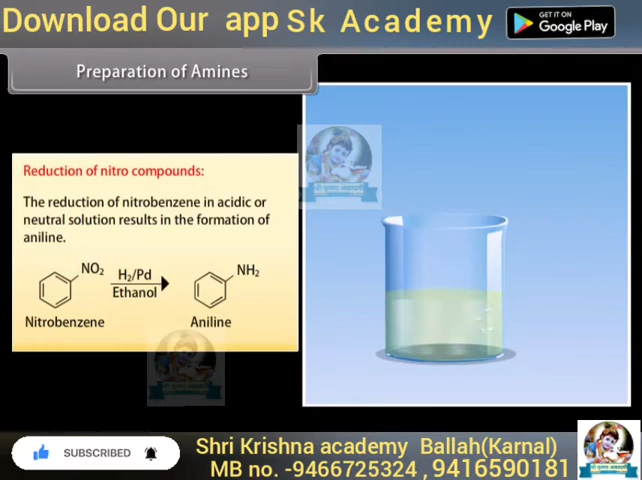 Download Our app Sk Academy
GET IT ON
Google Play
Preparation of Amines
Reduction of nitro compounds:
The reduction of nitrobenzene in acidic or
neutral solution results in the formation of
aniline.
NO₂ H₂/Pd NH₂
Ethanol
Nitrobenzene Aniline
SUBSCRIBED
Shri Krishna academy Ballah(Karnal)
MB no. -9466725324 , 9416590181